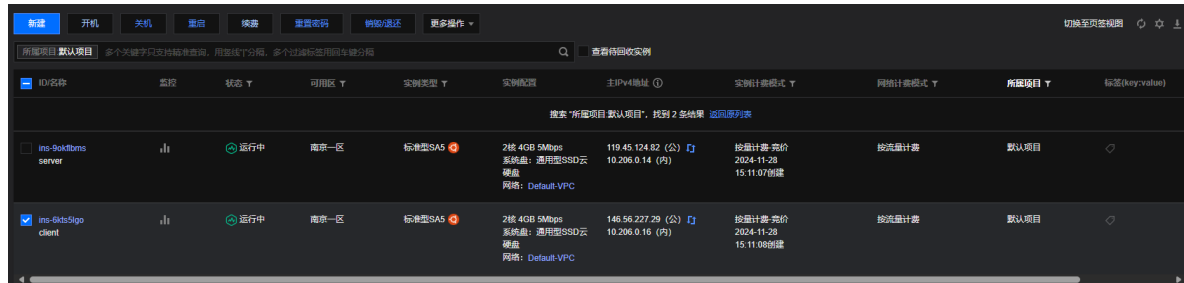 新建 开机 关机 重启 续费 重置密码 销毁/退还 更多操作 切换至页签视图
所属项目:默认项目 多个关键字只支持精准查询，用竖线"|"分隔，多个过滤标签用回车键分隔 查看待回收实例
ID/名称 监控 状态 可用区 实例类型 实例配置 主IPv4地址 实例计费模式 网络计费模式 所属项目 标签(key:value)
搜索 "所属项目:默认项目"，找到 2 条结果 返回原列表
ins-9okflbms 运行中 南京一区 标准型SA5 2核 4GB 5Mbps 119.45.124.82 (公) 按量计费-竞价 按流量计费 默认项目
server 系统盘：通用型SSD云 10.206.0.14 (内) 2024-11-28
硬盘 15:11:07创建
网络：Default-VPC
ins-6kts5lgo 运行中 南京一区 标准型SA5 2核 4GB 5Mbps 146.56.227.29 (公) 按量计费-竞价 按流量计费 默认项目
client 系统盘：通用型SSD云 10.206.0.16 (内) 2024-11-28
硬盘 15:11:08创建
网络：Default-VPC